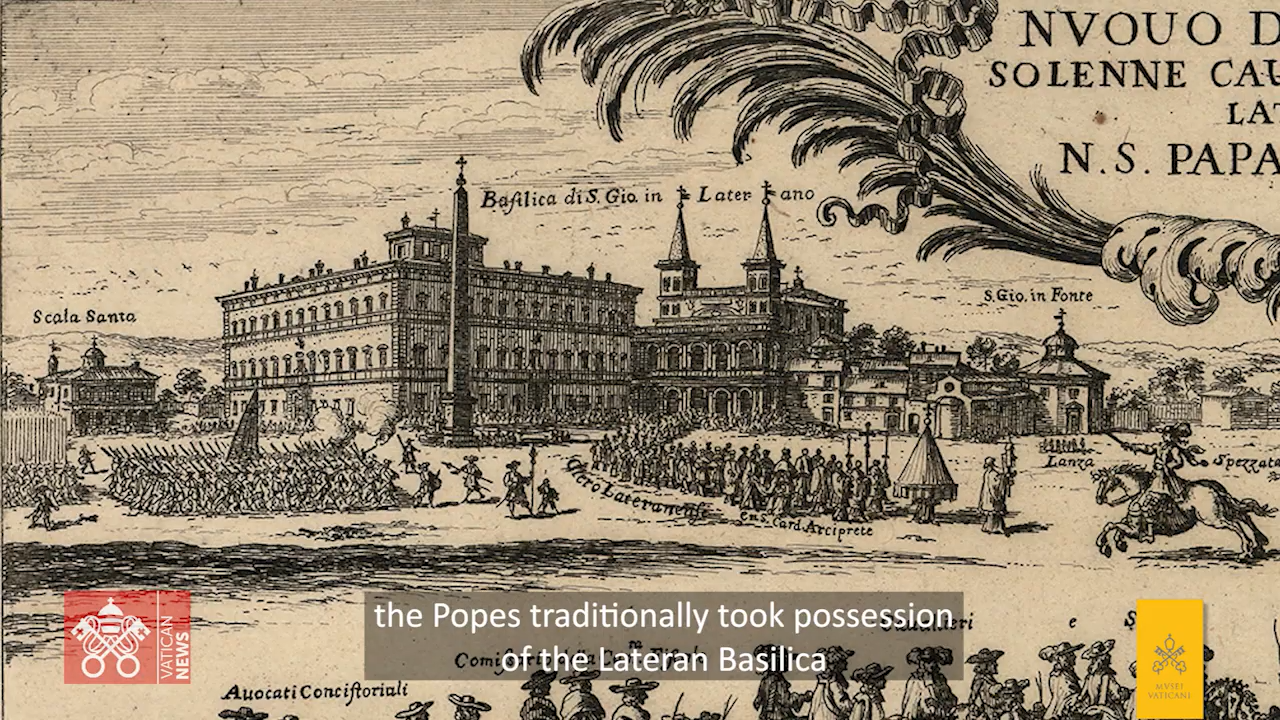 NVOUO D
SOLENNE CAU
LAT
N.S. PAPA
Basilica di S. Gio. in Laterano
S. Gio. in Fonte
Scala Santa
Clero Lateranense
Em.^s Card. Arciprete
Lanza Spezzata
the Popes traditionally took possession
of the Lateran Basilica
e S
Auocati Concistoriali
VATICAN
NEWS
MVSEI
VATICANI